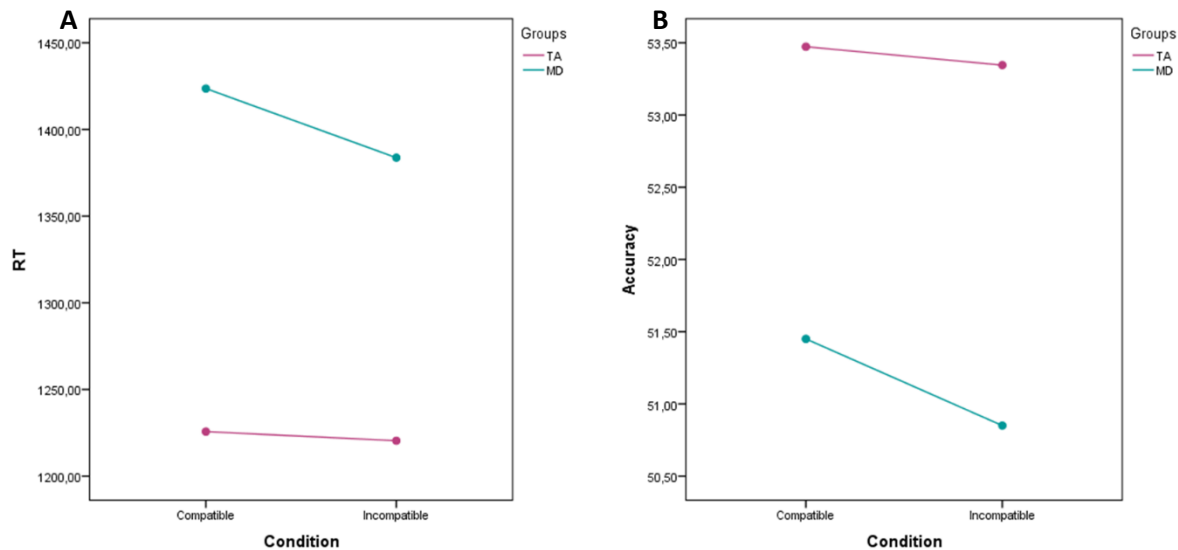 A
Groups
TA
MD
1450,00
1400,00
1350,00
1300,00
1250,00
1200,00
RT
Compatible
Incompatible
Condition
B
Groups
TA
MD
53,50
53,00
52,50
52,00
51,50
51,00
50,50
Accuracy
Compatible
Incompatible
Condition